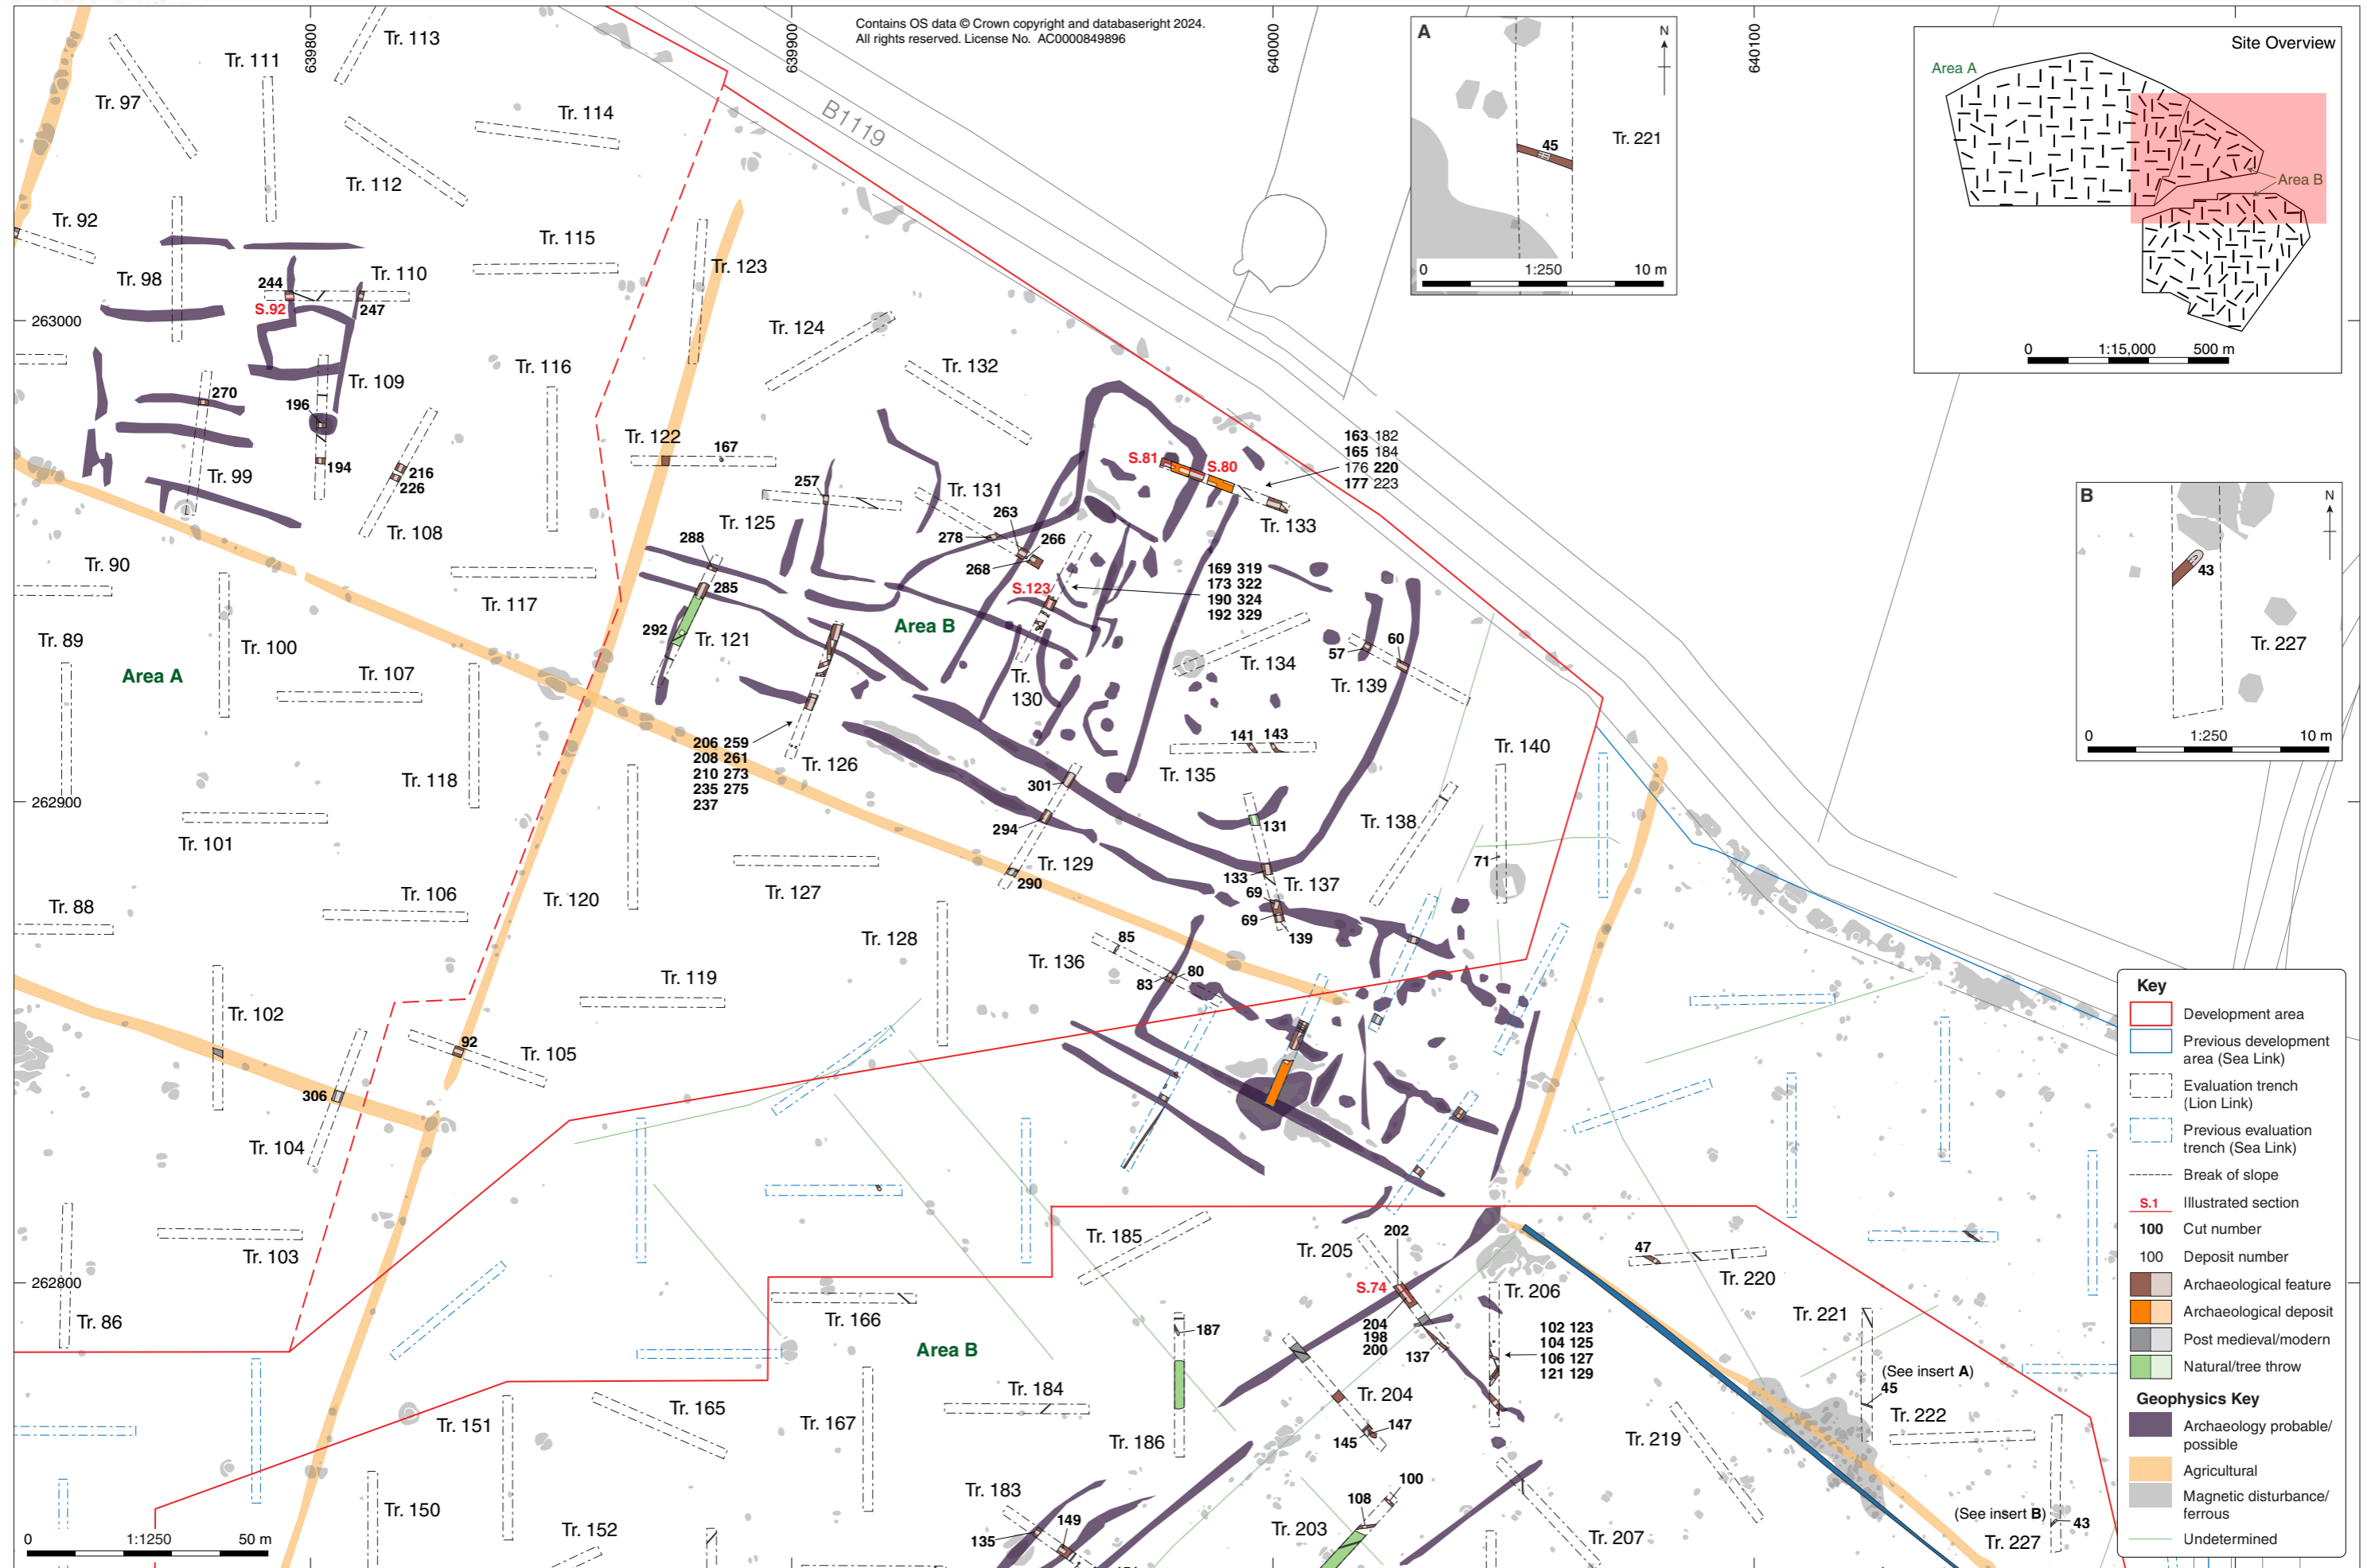 Contains OS data © Crown copyright and databaseright 2024.
All rights reserved. License No.  AC0000849896
639800
639900
640000
640100
263000
262900
262800
B1119
Tr. 97
Tr. 111
Tr. 113
Tr. 114
Tr. 112
Tr. 92
Tr. 98
Tr. 110
244
S.92
247
Tr. 115
Tr. 123
Tr. 124
Tr. 132
Tr. 116
Tr. 109
270
196
194
Tr. 99
216
226
Tr. 108
Tr. 122
167
257
Tr. 125
Tr. 131
263
278
266
268
S.81
S.80
163 182
165 184
176 220
177 223
Tr. 133
Tr. 90
Tr. 117
288
285
292
Tr. 121
Area B
S.123
169 319
173 322
190 324
192 329
Tr. 89
Area A
Tr. 100
Tr. 107
Tr. 118
Tr. 101
Tr.
130
Tr. 134
57
60
Tr. 139
206 259
208 261
210 273
235 275
237
Tr. 126
141
143
Tr. 135
Tr. 140
301
294
290
Tr. 129
131
Tr. 138
71
133
Tr. 137
69
69
139
Tr. 88
Tr. 106
Tr. 120
Tr. 127
Tr. 128
Tr. 136
85
80
83
Tr. 102
Tr. 119
92
Tr. 105
306
Tr. 104
Tr. 103
Tr. 86
Tr. 185
Tr. 205
202
S.74
204
198
200
137
Tr. 206
102 123
104 125
106 127
121 129
47
Tr. 220
Tr. 221
(See insert A)
45
Tr. 222
Tr. 166
Area B
187
Tr. 184
Tr. 186
Tr. 204
147
145
Tr. 219
Tr. 151
Tr. 165
Tr. 167
Tr. 150
Tr. 152
Tr. 183
135
149
100
108
Tr. 203
Tr. 207
(See insert B)
43
Tr. 227
0 1:1250 50 m
A
N
45
Tr. 221
0 1:250 10 m
Site Overview
Area A
Area B
0 1:15,000 500 m
B
N
43
Tr. 227
0 1:250 10 m
Key
Development area
Previous development
area (Sea Link)
Evaluation trench
(Lion Link)
Previous evaluation
trench (Sea Link)
Break of slope
S.1 Illustrated section
100 Cut number
100 Deposit number
Archaeological feature
Archaeological deposit
Post medieval/modern
Natural/tree throw
Geophysics Key
Archaeology probable/
possible
Agricultural
Magnetic disturbance/
ferrous
Undetermined